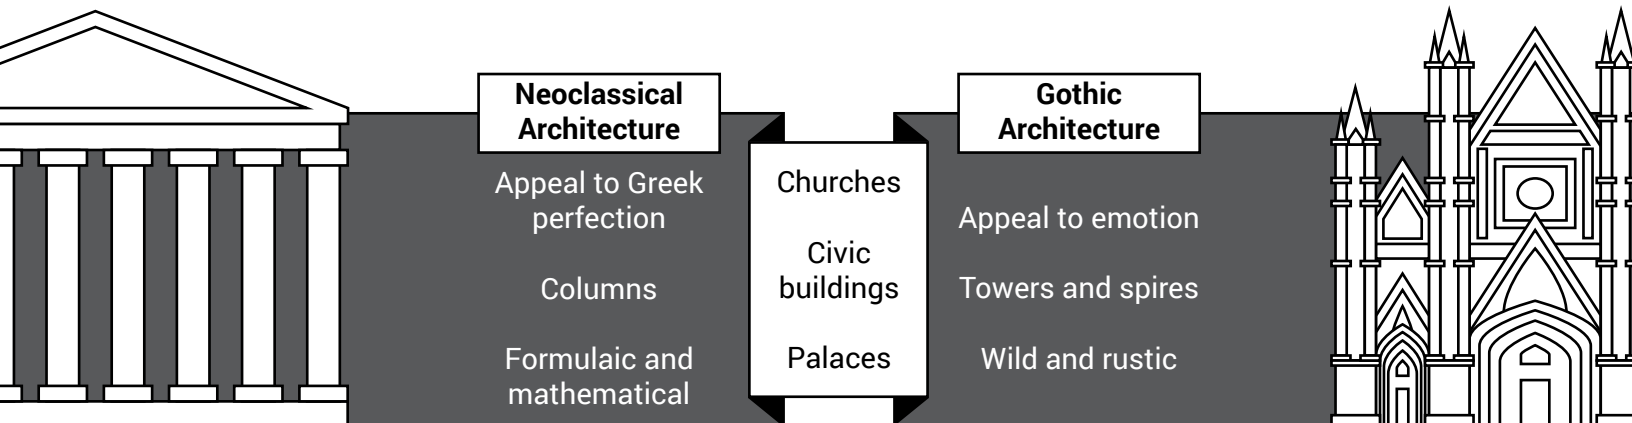 Neoclassical
Architecture
Appeal to Greek
perfection
Columns
Formulaic and
mathematical
Churches
Civic
buildings
Palaces
Gothic
Architecture
Appeal to emotion
Towers and spires
Wild and rustic